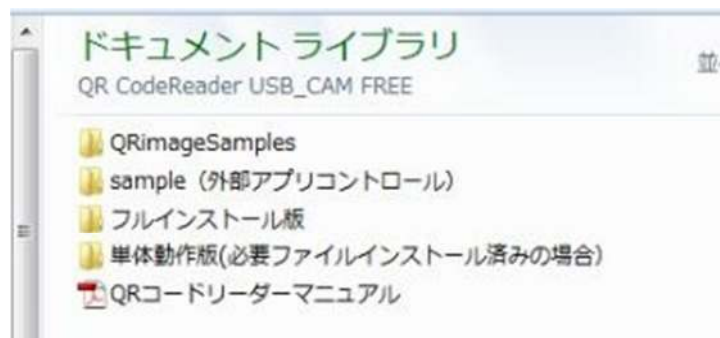 ドキュメント ライブラリ
QR CodeReader USB_CAM FREE
QRimageSamples
sample（外部アプリコントロール）
フルインストール版
単体動作版(必要ファイルインストール済みの場合)
QRコードリーダーマニュアル